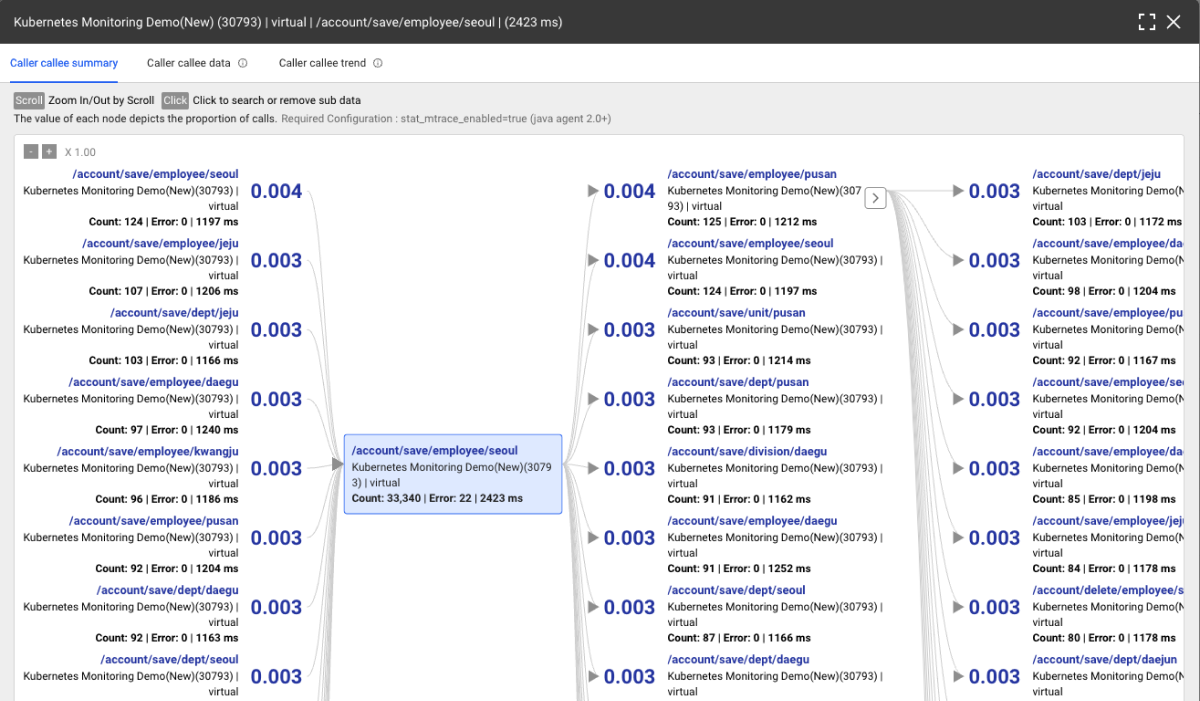 Kubernetes Monitoring Demo(New) (30793) | virtual | /account/save/employee/seoul | (2423 ms)
Caller callee summary
Caller callee data
Caller callee trend
Scroll Zoom In/Out by Scroll Click Click to search or remove sub data
The value of each node depicts the proportion of calls. Required Configuration : stat_mtrace_enabled=true (java agent 2.0+)
- + X 1.00
/account/save/employee/seoul
Kubernetes Monitoring Demo(New)(30793) |
virtual
Count: 124 | Error: 0 | 1197 ms
0.004
/account/save/employee/jeju
Kubernetes Monitoring Demo(New)(30793) |
virtual
Count: 107 | Error: 0 | 1206 ms
0.003
/account/save/dept/jeju
Kubernetes Monitoring Demo(New)(30793) |
virtual
Count: 103 | Error: 0 | 1166 ms
0.003
/account/save/employee/daegu
Kubernetes Monitoring Demo(New)(30793) |
virtual
Count: 97 | Error: 0 | 1240 ms
0.003
/account/save/employee/kwangju
Kubernetes Monitoring Demo(New)(30793) |
virtual
Count: 96 | Error: 0 | 1186 ms
0.003
/account/save/employee/pusan
Kubernetes Monitoring Demo(New)(30793) |
virtual
Count: 92 | Error: 0 | 1204 ms
0.003
/account/save/dept/daegu
Kubernetes Monitoring Demo(New)(30793) |
virtual
Count: 92 | Error: 0 | 1163 ms
0.003
/account/save/dept/seoul
Kubernetes Monitoring Demo(New)(30793) |
virtual
0.003
/account/save/employee/seoul
Kubernetes Monitoring Demo(New)(3079
3) | virtual
Count: 33,340 | Error: 22 | 2423 ms
0.004
/account/save/employee/pusan
Kubernetes Monitoring Demo(New)(307
93) | virtual
Count: 125 | Error: 0 | 1212 ms
0.004
/account/save/employee/seoul
Kubernetes Monitoring Demo(New)(30793) |
virtual
Count: 124 | Error: 0 | 1197 ms
0.003
/account/save/unit/pusan
Kubernetes Monitoring Demo(New)(30793) |
virtual
Count: 93 | Error: 0 | 1214 ms
0.003
/account/save/dept/pusan
Kubernetes Monitoring Demo(New)(30793) |
virtual
Count: 93 | Error: 0 | 1179 ms
0.003
/account/save/division/daegu
Kubernetes Monitoring Demo(New)(30793) |
virtual
Count: 91 | Error: 0 | 1162 ms
0.003
/account/save/employee/daegu
Kubernetes Monitoring Demo(New)(30793) |
virtual
Count: 91 | Error: 0 | 1252 ms
0.003
/account/save/dept/seoul
Kubernetes Monitoring Demo(New)(30793) |
virtual
Count: 87 | Error: 0 | 1166 ms
0.003
/account/save/dept/daegu
Kubernetes Monitoring Demo(New)(30793) |
virtual
0.003
/account/save/dept/jeju
Kubernetes Monitoring Demo(N
virtual
Count: 103 | Error: 0 | 1172 ms
0.003
/account/save/employee/da
Kubernetes Monitoring Demo(N
virtual
Count: 98 | Error: 0 | 1204 ms
0.003
/account/save/employee/pu
Kubernetes Monitoring Demo(N
virtual
Count: 92 | Error: 0 | 1167 ms
0.003
/account/save/employee/se
Kubernetes Monitoring Demo(N
virtual
Count: 92 | Error: 0 | 1204 ms
0.003
/account/save/employee/da
Kubernetes Monitoring Demo(N
virtual
Count: 85 | Error: 0 | 1198 ms
0.003
/account/save/employee/jej
Kubernetes Monitoring Demo(N
virtual
Count: 84 | Error: 0 | 1178 ms
0.003
/account/delete/employee/s
Kubernetes Monitoring Demo(N
virtual
Count: 80 | Error: 0 | 1178 ms
0.003
/account/save/dept/daejun
Kubernetes Monitoring Demo(N
virtual